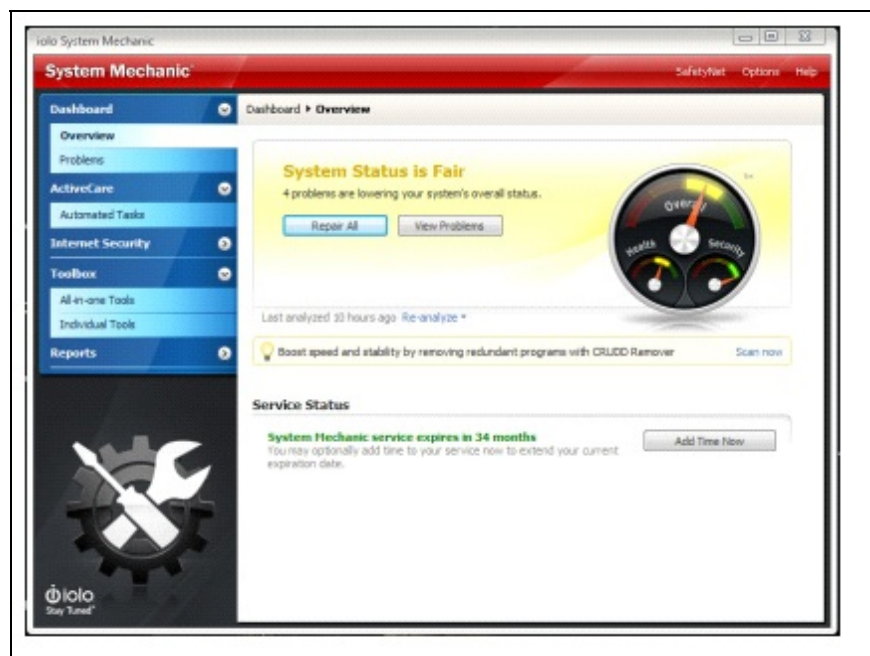 iolo System Mechanic
System Mechanic
SafetyNet Options Help
Dashboard
Overview
Problems
ActiveCare
Automated Tasks
Internet Security
Toolbox
All-in-one Tools
Individual Tools
Reports
iolo
Stay Tuned
Dashboard Overview
System Status is Fair
4 problems are lowering your system's overall status.
Repair All View Problems
Overall
Health Security
Last analyzed 10 hours ago Re-analyze
Boost speed and stability by removing redundant programs with CRUDD Remover Scan now
Service Status
System Mechanic service expires in 34 months
You may optionally add time to your service now to extend your current
expiration date.
Add Time Now